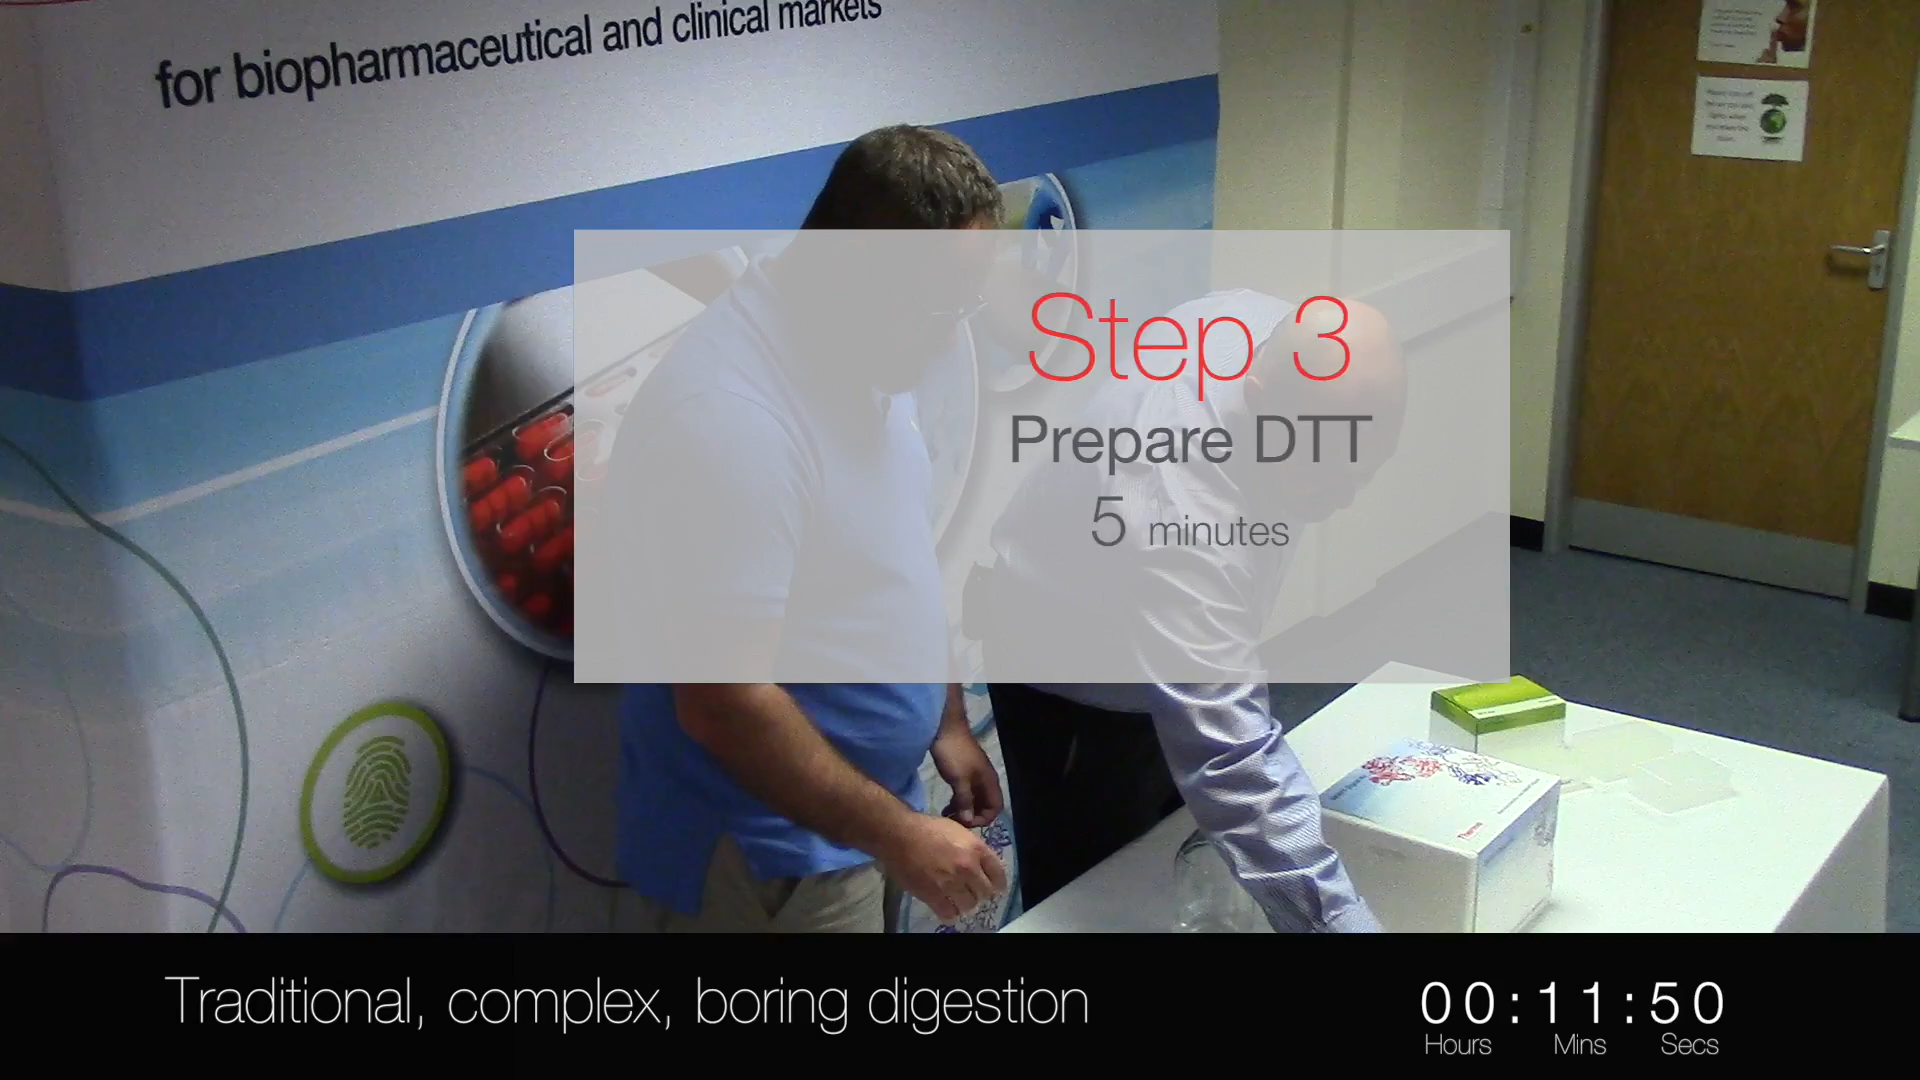 for biopharmaceutical and clinical markets
Step 3
Prepare DTT
5 minutes
Thermo
Traditional, complex, boring digestion
00:11:50
Hours Mins Secs